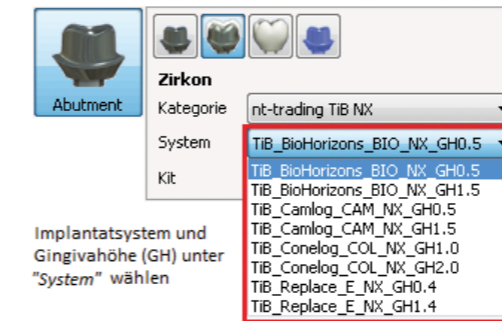 Abutment
Zirkon
Kategorie nt-trading TiB NX
System TiB_BioHorizons_BIO_NX_GH0.5
TiB_BioHorizons_BIO_NX_GH0.5
TiB_BioHorizons_BIO_NX_GH1.5
TiB_Camlog_CAM_NX_GH0.5
TiB_Camlog_CAM_NX_GH1.5
TiB_Conelog_COL_NX_GH1.0
TiB_Conelog_COL_NX_GH2.0
TiB_Replace_E_NX_GH0.4
TiB_Replace_E_NX_GH1.4
Kit
Implantatsystem und
Gingivahöhe (GH) unter
"System" wählen